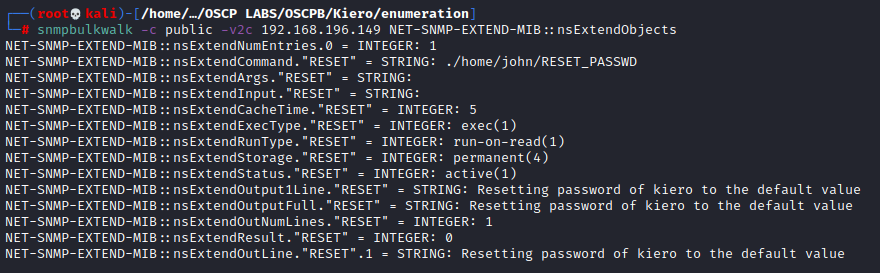 (root💀kali)-[/home/…/OSCP LABS/OSCPB/Kiero/enumeration]
# snmpbulkwalk -c public -v2c 192.168.196.149 NET-SNMP-EXTEND-MIB::nsExtendObjects
NET-SNMP-EXTEND-MIB::nsExtendNumEntries.0 = INTEGER: 1
NET-SNMP-EXTEND-MIB::nsExtendCommand."RESET" = STRING: ./home/john/RESET_PASSWD
NET-SNMP-EXTEND-MIB::nsExtendArgs."RESET" = STRING:
NET-SNMP-EXTEND-MIB::nsExtendInput."RESET" = STRING:
NET-SNMP-EXTEND-MIB::nsExtendCacheTime."RESET" = INTEGER: 5
NET-SNMP-EXTEND-MIB::nsExtendExecType."RESET" = INTEGER: exec(1)
NET-SNMP-EXTEND-MIB::nsExtendRunType."RESET" = INTEGER: run-on-read(1)
NET-SNMP-EXTEND-MIB::nsExtendStorage."RESET" = INTEGER: permanent(4)
NET-SNMP-EXTEND-MIB::nsExtendStatus."RESET" = INTEGER: active(1)
NET-SNMP-EXTEND-MIB::nsExtendOutput1Line."RESET" = STRING: Resetting password of kiero to the default value
NET-SNMP-EXTEND-MIB::nsExtendOutputFull."RESET" = STRING: Resetting password of kiero to the default value
NET-SNMP-EXTEND-MIB::nsExtendOutNumLines."RESET" = INTEGER: 1
NET-SNMP-EXTEND-MIB::nsExtendResult."RESET" = INTEGER: 0
NET-SNMP-EXTEND-MIB::nsExtendOutLine."RESET".1 = STRING: Resetting password of kiero to the default value